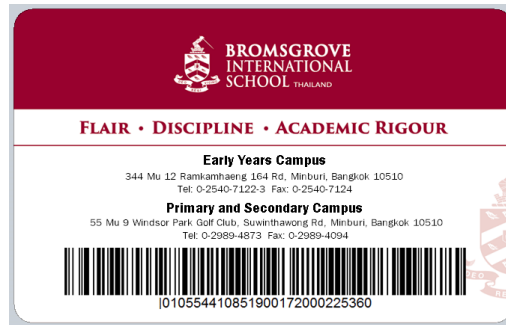 BROMSGROVE
INTERNATIONAL
SCHOOL THAILAND
FLAIR • DISCIPLINE • ACADEMIC RIGOUR
Early Years Campus
344 Mu 12 Ramkamhaeng 164 Rd, Minburi, Bangkok 10510
Tel: 0-2540-7122-3 Fax: 0-2540-7124
Primary and Secondary Campus
55 Mu 9 Windsor Park Golf Club, Suwinthawong Rd, Minburi, Bangkok 10510
Tel: 0-2989-4873 Fax: 0-2989-4094
|010554410851900172000225360